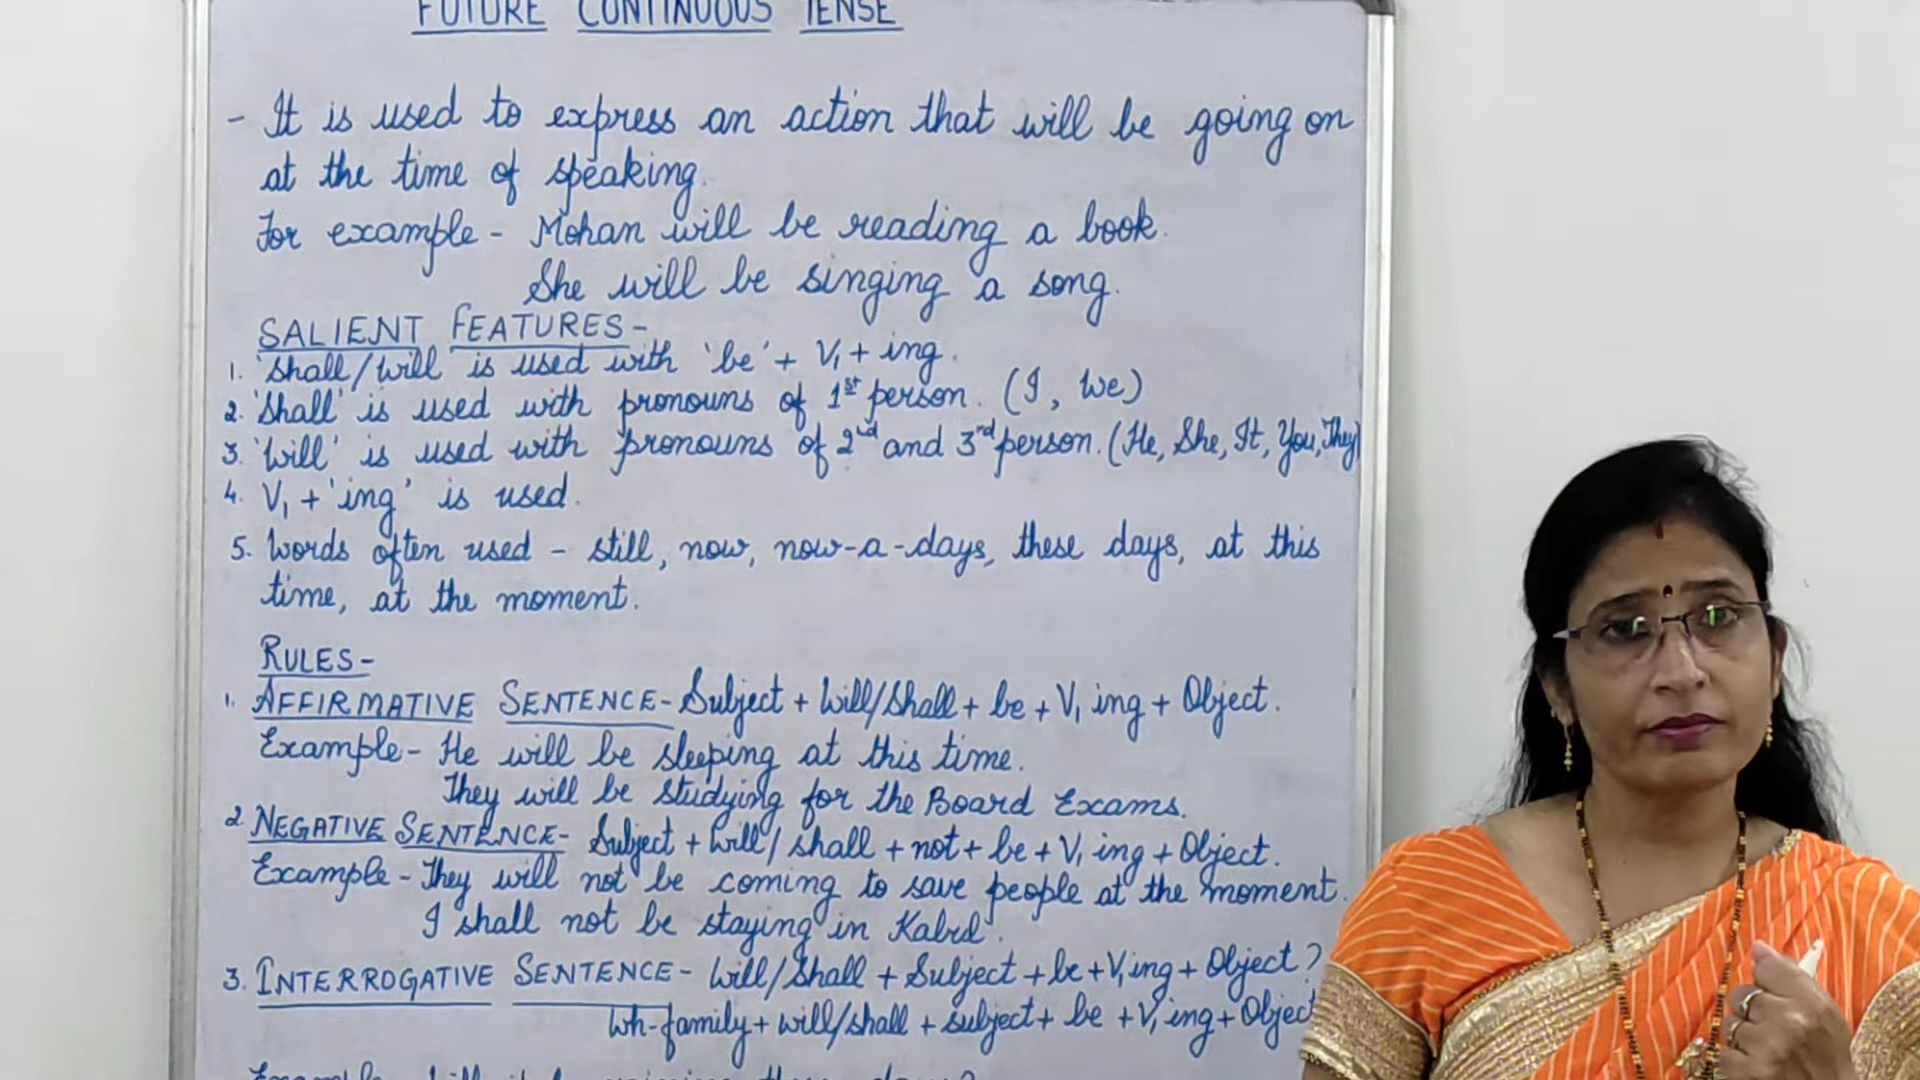 FUTURE CONTINUOUS TENSE
- It is used to express an action that will be going on
at the time of speaking.
For example - Mohan will be reading a book.
She will be singing a song.
SALIENT FEATURES-
1. 'Shall/Will' is used with 'be' + V1 + ing.
2. 'Shall' is used with pronouns of 1st person. (I, We)
3. 'Will' is used with pronouns of 2nd and 3rd person. (He, She, It, You, They)
4. V1 + 'ing' is used.
5. Words often used - still, now, now-a-days, these days, at this
time, at the moment.
RULES-
1. AFFIRMATIVE SENTENCE- Subject + Will/Shall + be + V1 ing + Object.
Example- He will be sleeping at this time.
They will be studying for the Board Exams.
2 NEGATIVE SENTENCE- Subject + Will/ shall + not + be + V1 ing + Object.
Example - They will not be coming to save people at the moment.
I shall not be staying in Kabul.
3. INTERROGATIVE SENTENCE - Will/Shall + Subject + be + V1 ing + Object?
Wh-family + will/shall + subject + be + V1 ing + Object